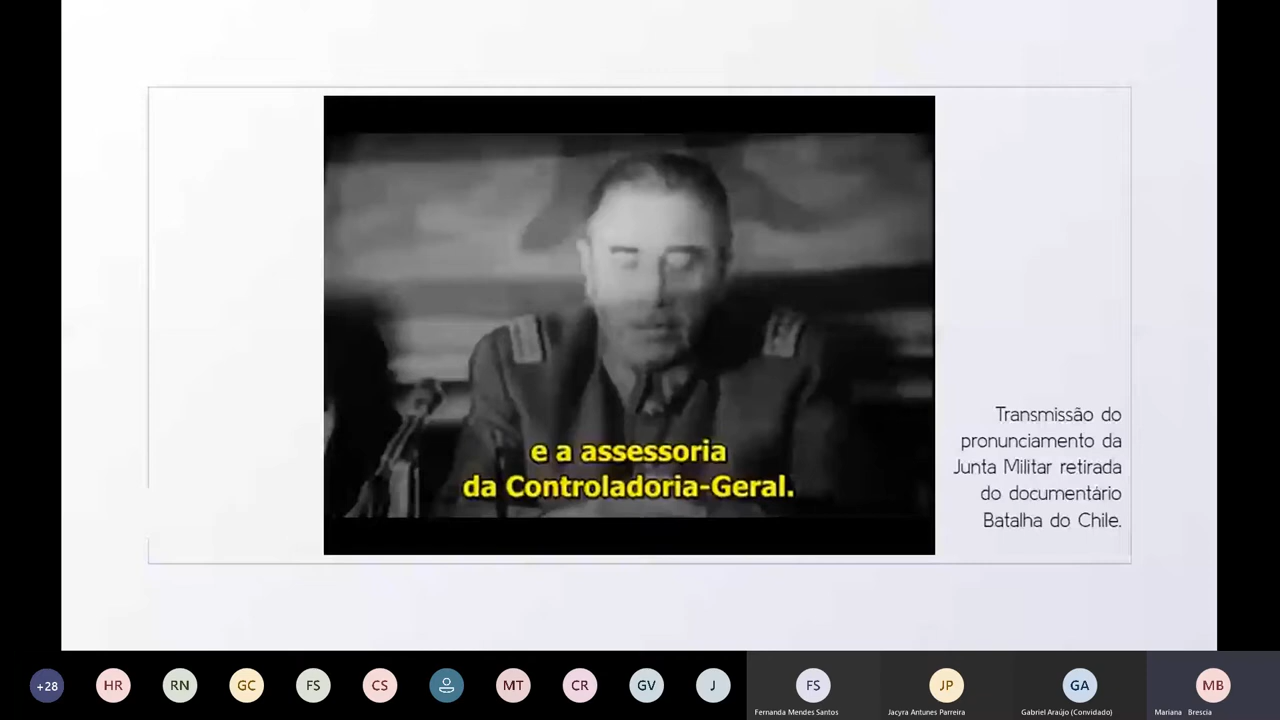 e a assessoria
da Controladoria-Geral.
Transmissão do
pronunciamento da
Junta Militar retirada
do documentário
Batalha do Chile.
+28
HR
RN
GC
FS
CS
MT
CR
GV
J
FS
JP
GA
MB
Fernanda Mendes Santos
Jacyra Antunes Parreira
Gabriel Araújo (Convidado)
Mariana Brescia